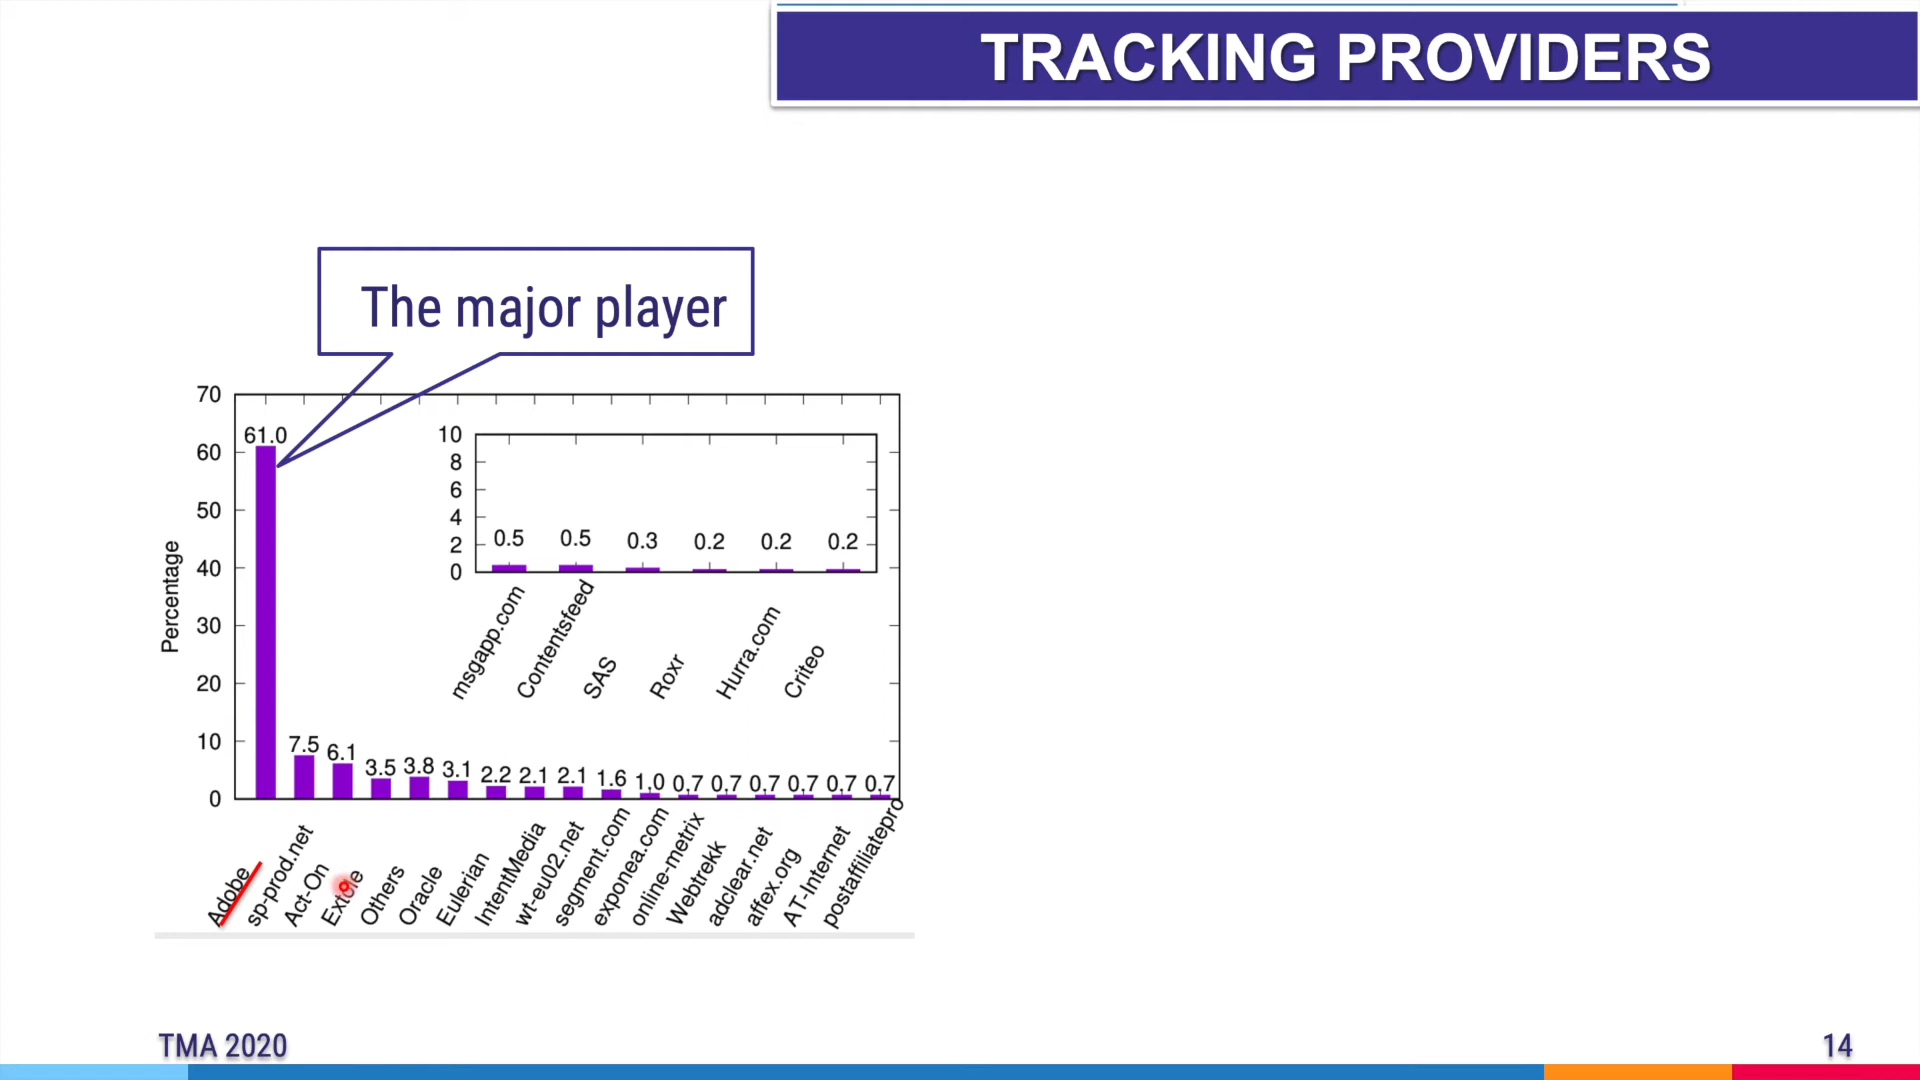 TRACKING PROVIDERS
The major player
70
60
50
40
30
20
10
0
Percentage
61.0
7.5
6.1
3.5
3.8
3.1
2.2
2.1
2.1
1.6
1.0
0.7
0.7
0.7
0.7
0.7
0.7
10
8
6
4
2
0
0.5
0.5
0.3
0.2
0.2
0.2
msgapp.com
Contentsfeed
SAS
Roxr
Hurra.com
Criteo
Adobe
sp-prod.net
Act-On
Extole
Others
Oracle
Eulerian
IntentMedia
wt-eu02.net
segment.com
exponea.com
online-metrix
Webtrekk
adclear.net
affex.org
AT-Internet
postaffiliatepro
TMA 2020
14